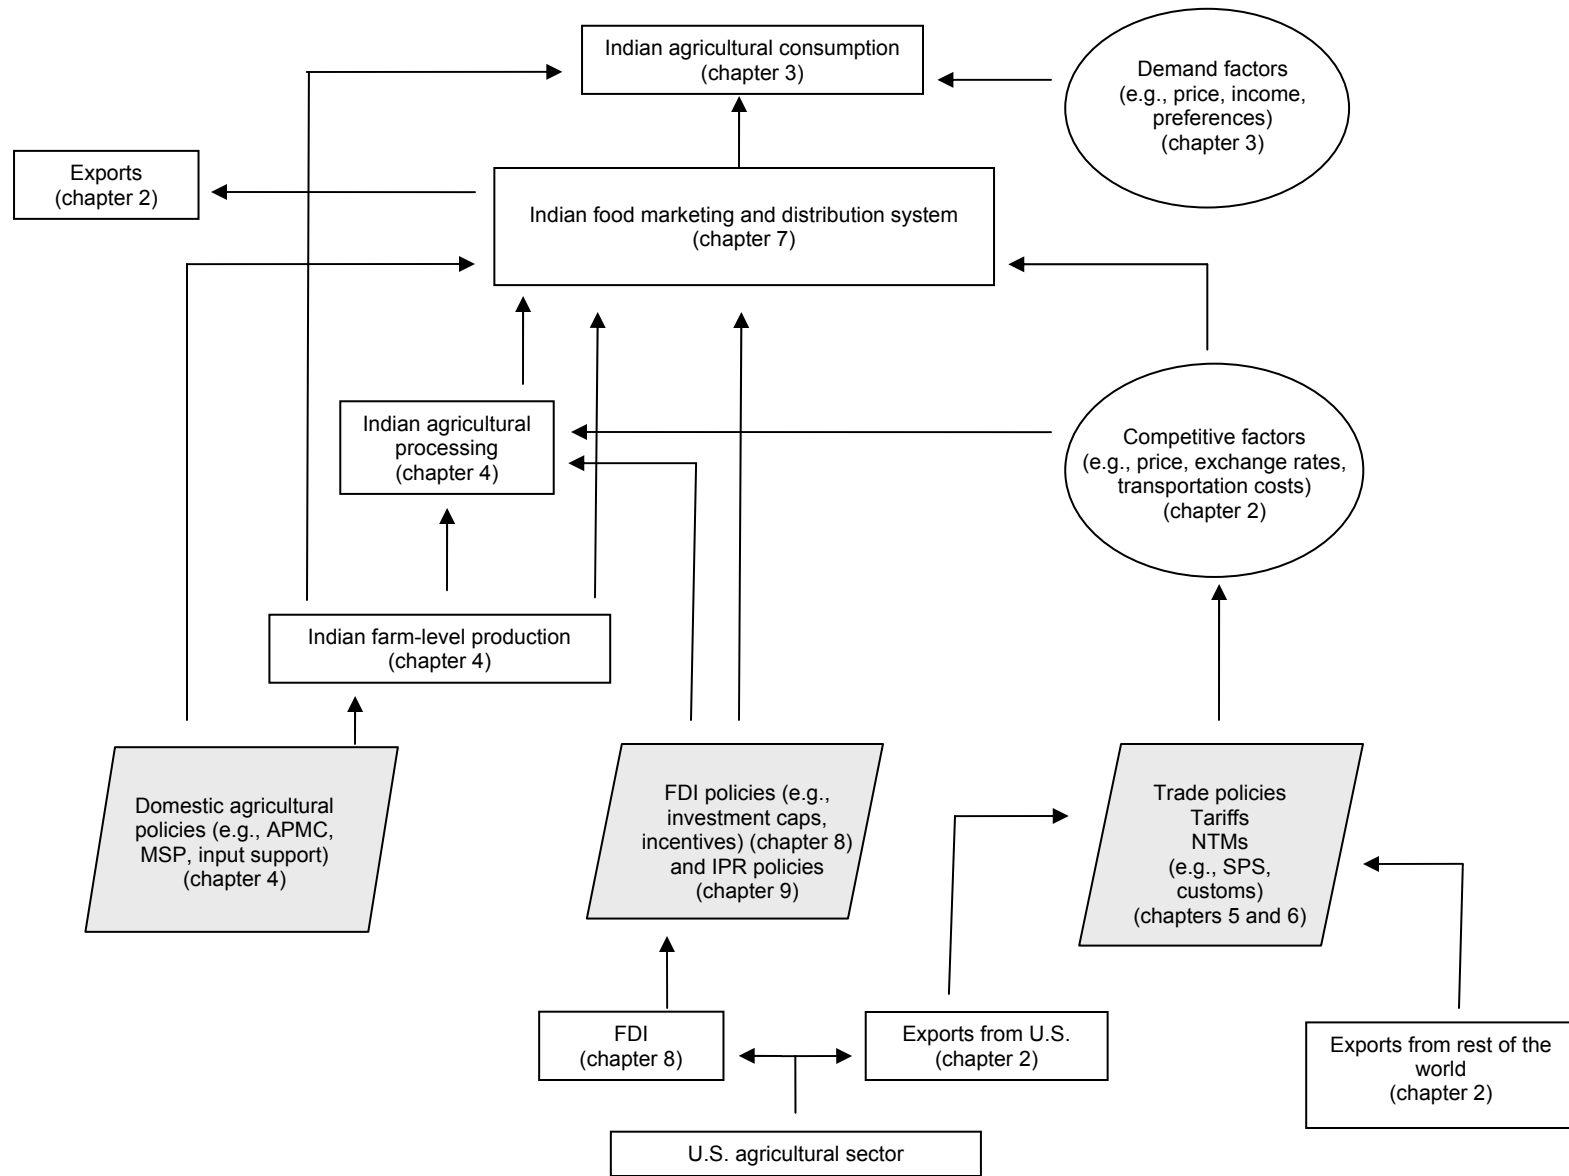 Indian agricultural consumption
(chapter 3)
Demand factors
(e.g., price, income,
preferences)
(chapter 3)
Exports
(chapter 2)
Indian food marketing and distribution system
(chapter 7)
Indian agricultural
processing
(chapter 4)
Competitive factors
(e.g., price, exchange rates,
transportation costs)
(chapter 2)
Indian farm-level production
(chapter 4)
Domestic agricultural
policies (e.g., APMC,
MSP, input support)
(chapter 4)
FDI policies (e.g.,
investment caps,
incentives) (chapter 8)
and IPR policies
(chapter 9)
Trade policies
Tariffs
NTMs
(e.g., SPS,
customs)
(chapters 5 and 6)
FDI
(chapter 8)
Exports from U.S.
(chapter 2)
Exports from rest of the
world
(chapter 2)
U.S. agricultural sector